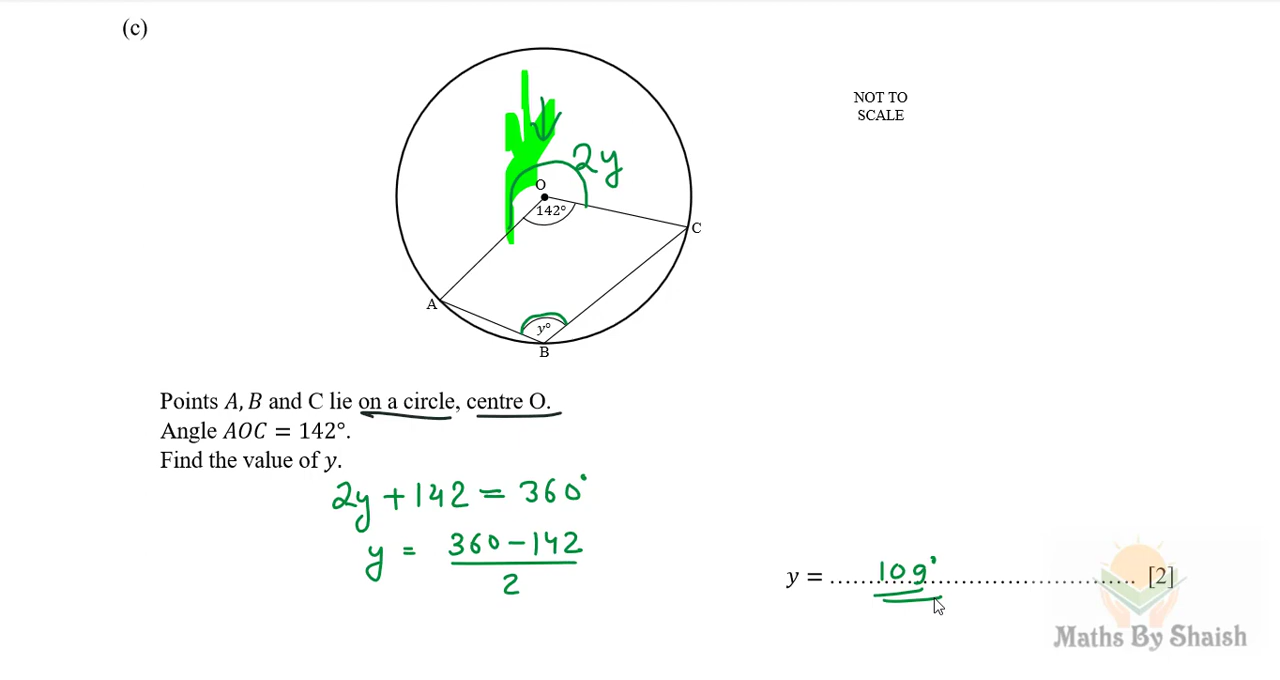 (c)
NOT TO
SCALE
2y
O
142°
C
A
y°
B
Points A, B and C lie on a circle, centre O.
Angle AOC = 142°.
Find the value of y.
2y + 142 = 360°
y = 360 - 142
2
y = ......109°...... [2]
Maths By Shaish